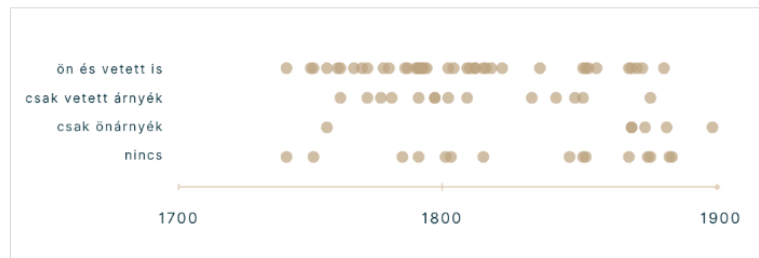 ön és vetett is
csak vetett árnyék
csak önárnyék
nincs
1700 1800 1900